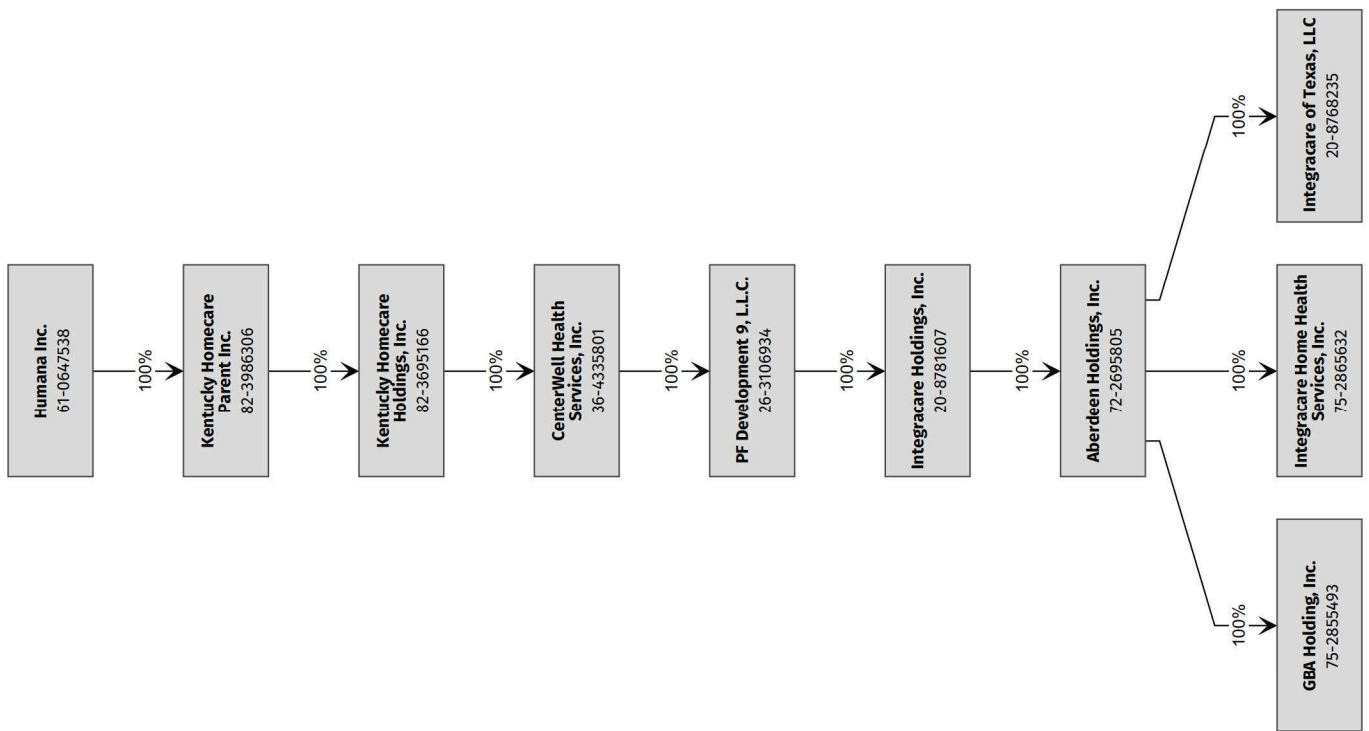 Humana Inc.
61-0647538
100%
Kentucky Homecare
Parent Inc.
82-3986306
100%
Kentucky Homecare
Holdings, Inc.
82-3695166
100%
CenterWell Health
Services, Inc.
36-4335801
100%
PF Development 9, L.L.C.
26-3106934
100%
Integracare Holdings, Inc.
20-8781607
100%
Aberdeen Holdings, Inc.
72-2695805
100%
GBA Holding, Inc.
75-2855493
100%
Integracare Home Health
Services, Inc.
75-2865632
100%
Integracare of Texas, LLC
20-8768235